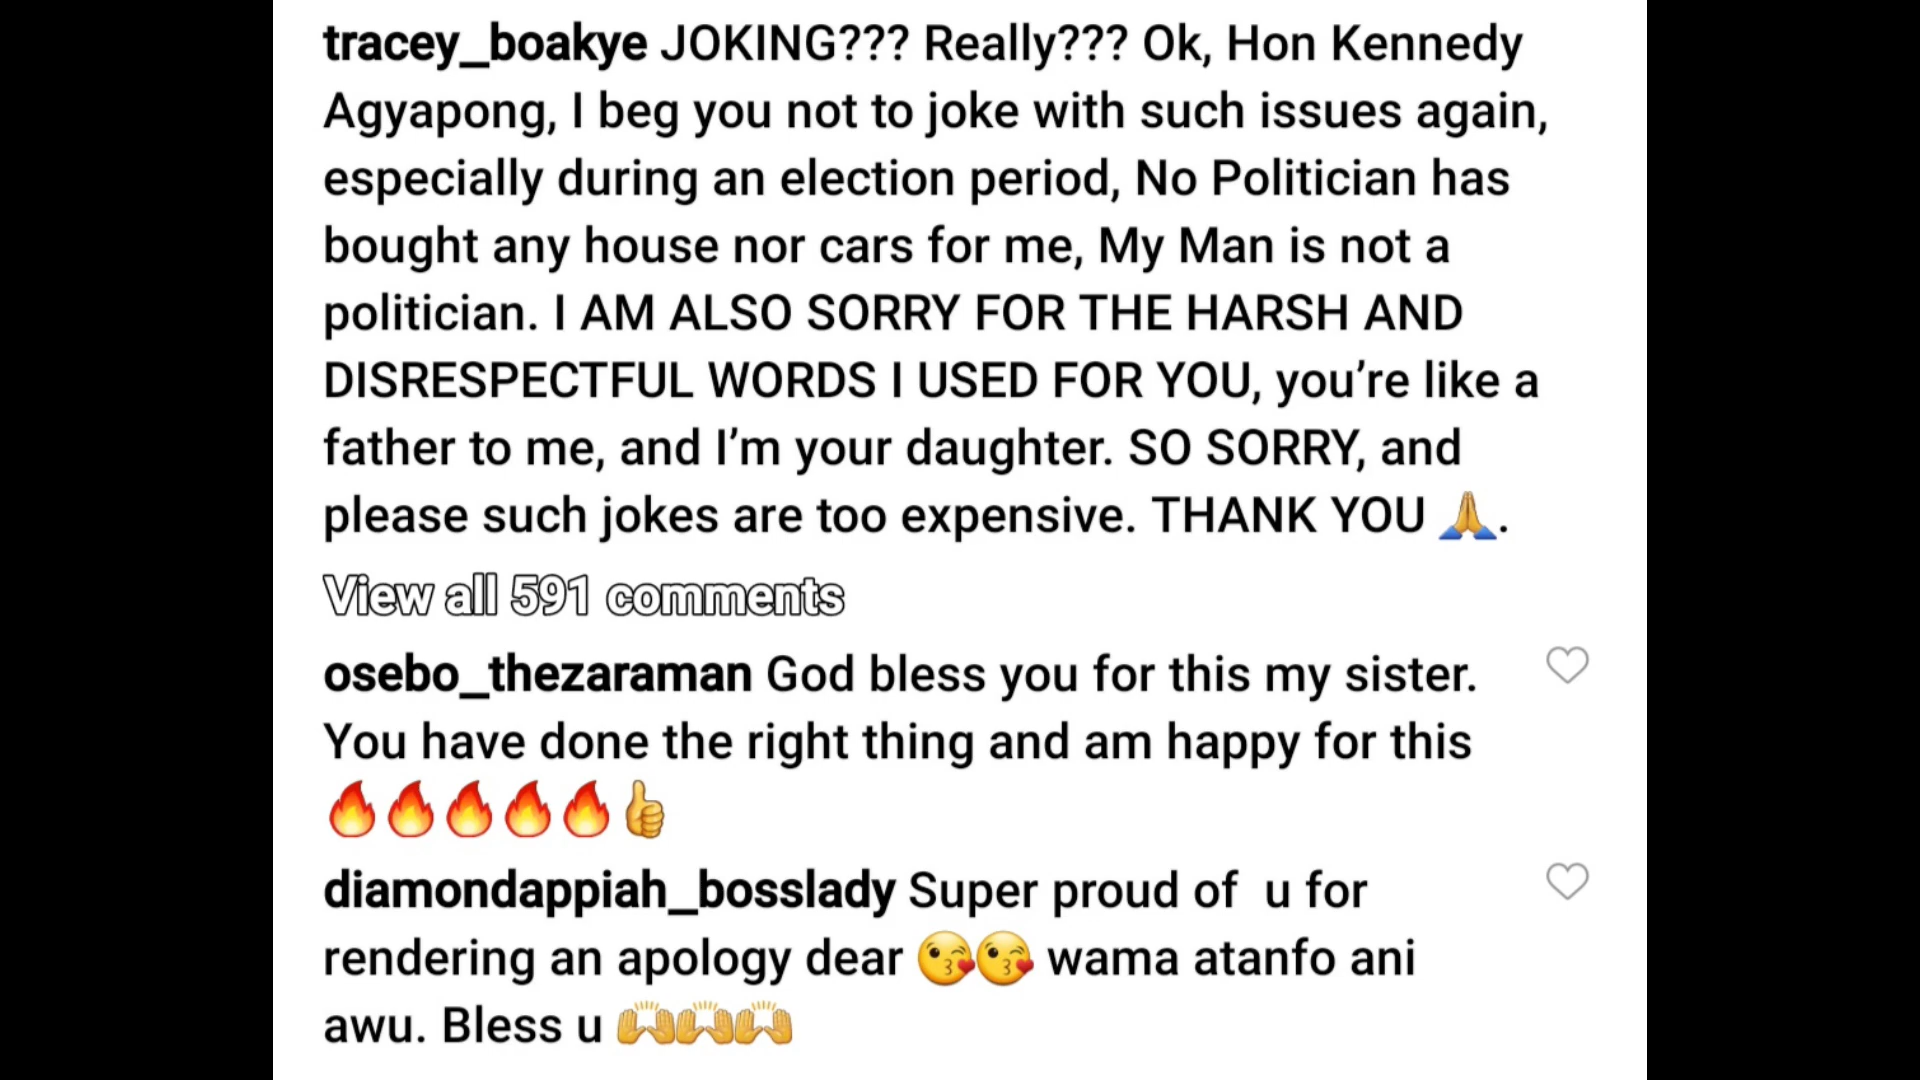 tracey_boakye JOKING??? Really??? Ok, Hon Kennedy
Agyapong, I beg you not to joke with such issues again,
especially during an election period, No Politician has
bought any house nor cars for me, My Man is not a
politician. I AM ALSO SORRY FOR THE HARSH AND
DISRESPECTFUL WORDS I USED FOR YOU, you’re like a
father to me, and I’m your daughter. SO SORRY, and
please such jokes are too expensive. THANK YOU 🙏.
View all 591 comments
osebo_thezaraman God bless you for this my sister.
You have done the right thing and am happy for this
🔥🔥🔥🔥🔥👍
diamondappiah_bosslady Super proud of  u for
rendering an apology dear 😘😘 wama atanfo ani
awu. Bless u 🙌🙌🙌